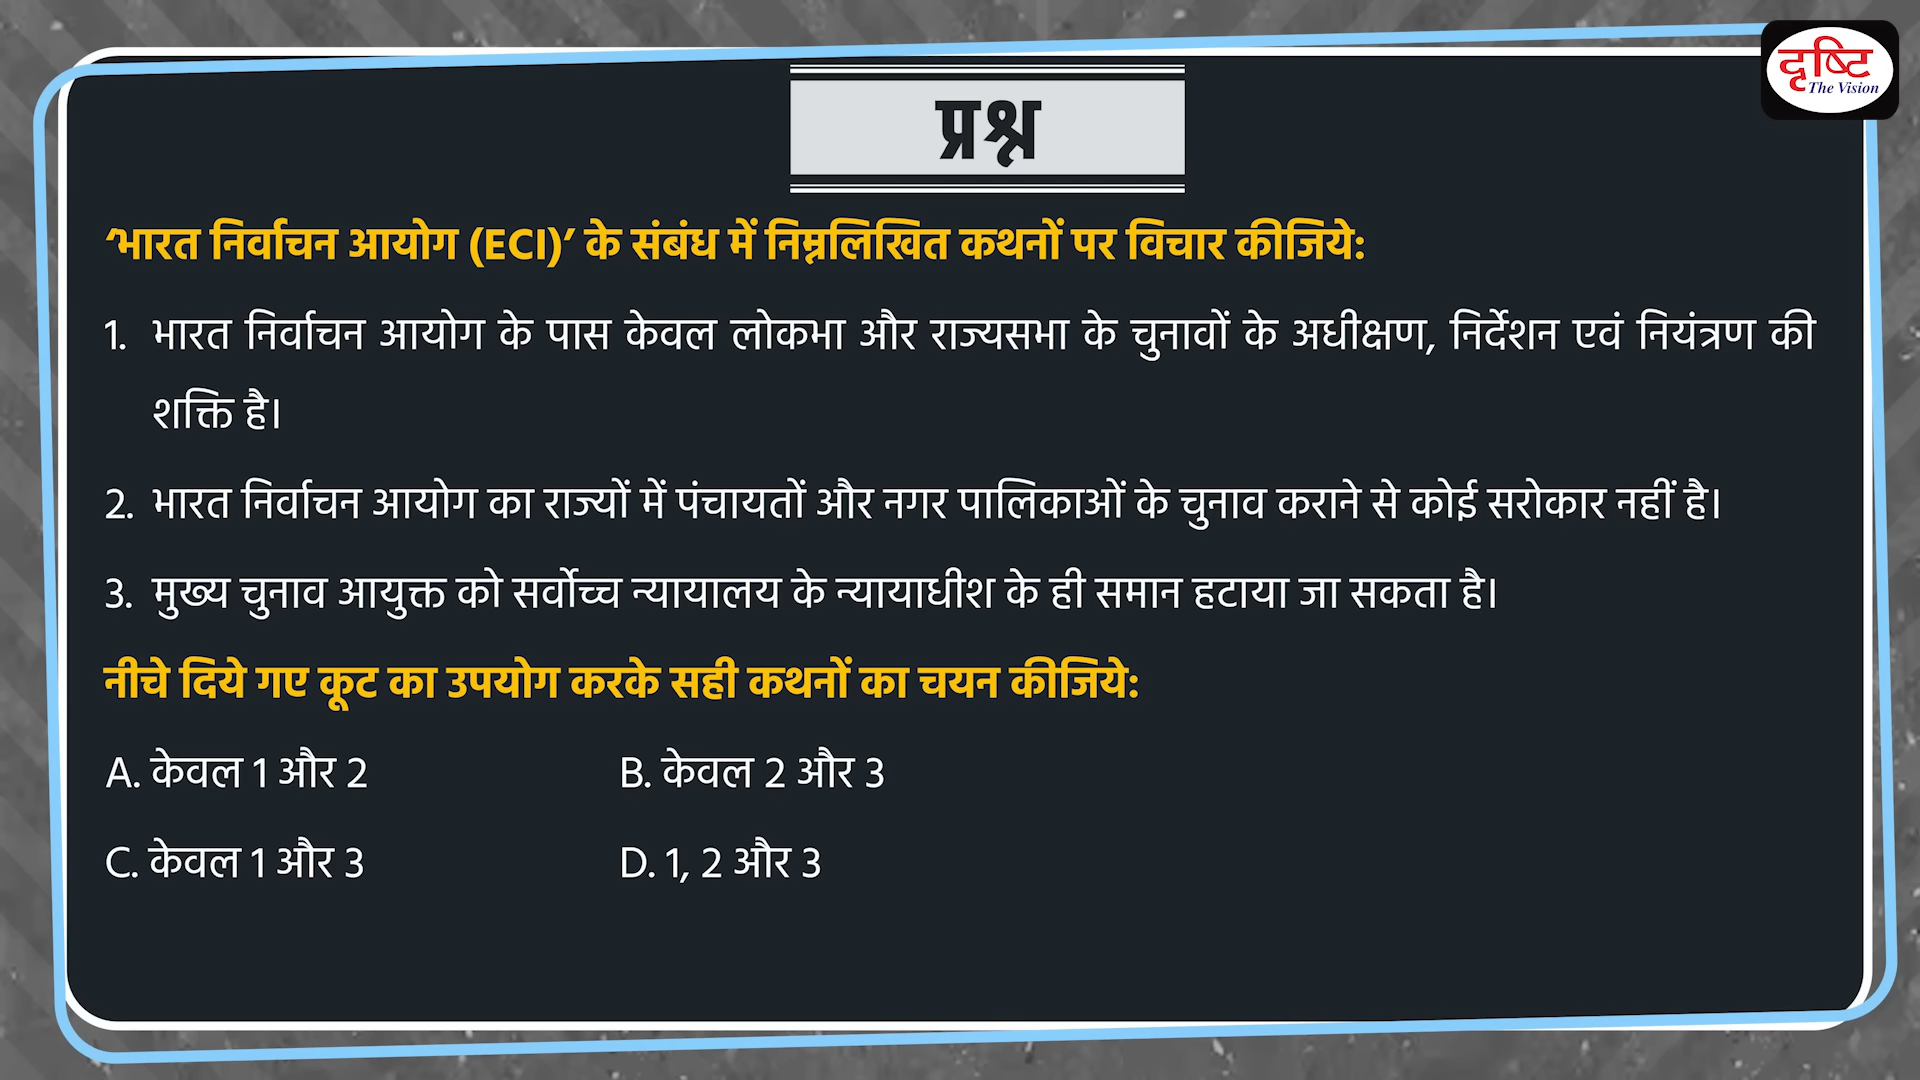 दृष्टि
The Vision
प्रश्न
‘भारत निर्वाचन आयोग (ECI)’ के संबंध में निम्नलिखित कथनों पर विचार कीजिये:
1. भारत निर्वाचन आयोग के पास केवल लोकभा और राज्यसभा के चुनावों के अधीक्षण, निर्देशन एवं नियंत्रण की
शक्ति है।
2. भारत निर्वाचन आयोग का राज्यों में पंचायतों और नगर पालिकाओं के चुनाव कराने से कोई सरोकार नहीं है।
3. मुख्य चुनाव आयुक्त को सर्वोच्च न्यायालय के न्यायाधीश के ही समान हटाया जा सकता है।
नीचे दिये गए कूट का उपयोग करके सही कथनों का चयन कीजिये:
A. केवल 1 और 2 B. केवल 2 और 3
C. केवल 1 और 3 D. 1, 2 और 3